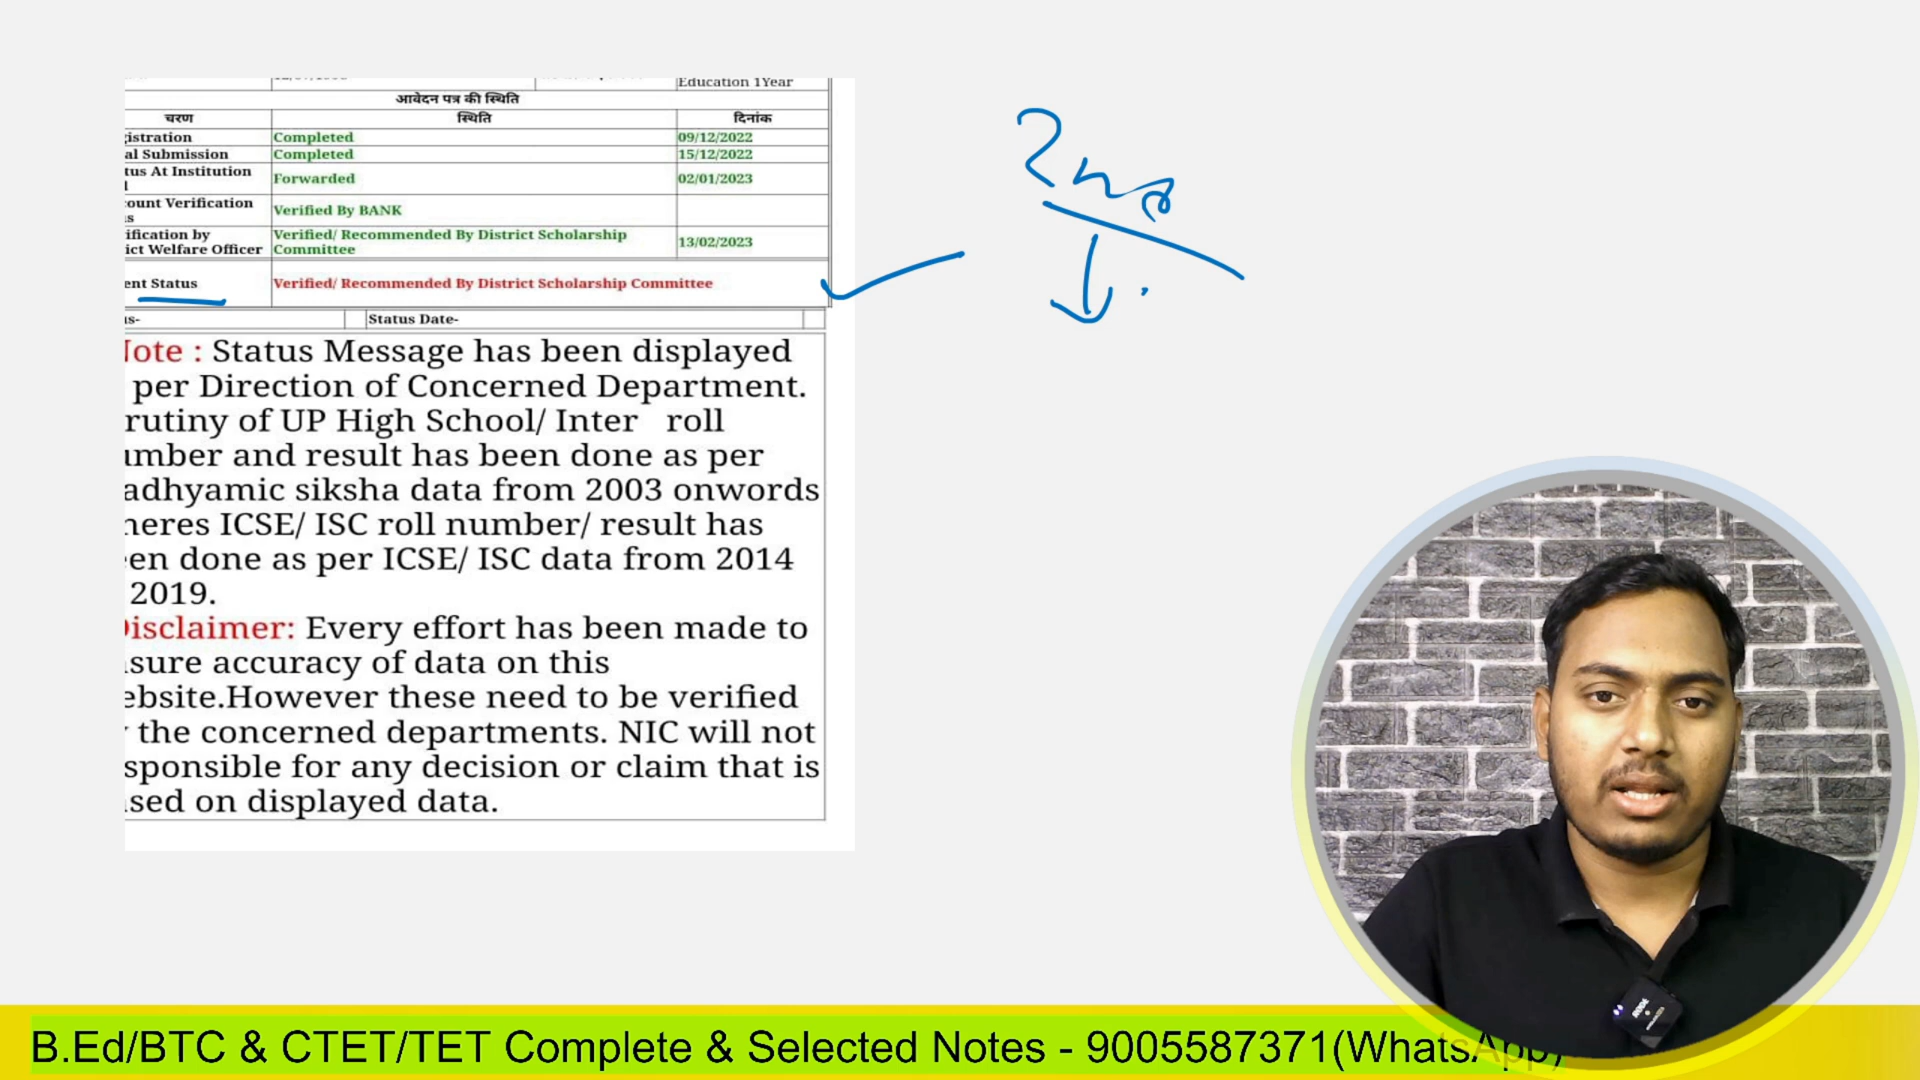 Education 1Year
आवेदन पत्र की स्थिति
चरण स्थिति दिनांक
istration Completed 09/12/2022
al Submission Completed 15/12/2022
tus At Institution
Forwarded 02/01/2023
ount Verification
s
Verified By BANK
ification by
ict Welfare Officer
Verified/ Recommended By District Scholarship
Committee
13/02/2023
ent Status Verified/ Recommended By District Scholarship Committee
us- Status Date-
Note : Status Message has been displayed
per Direction of Concerned Department.
rutiny of UP High School/ Inter roll
umber and result has been done as per
adhyamic siksha data from 2003 onwords
heres ICSE/ ISC roll number/ result has
en done as per ICSE/ ISC data from 2014
2019.
Disclaimer: Every effort has been made to
nsure accuracy of data on this
ebsite.However these need to be verified
the concerned departments. NIC will not
sponsible for any decision or claim that is
ased on displayed data.
2nd
B.Ed/BTC & CTET/TET Complete & Selected Notes - 9005587371(WhatsApp)